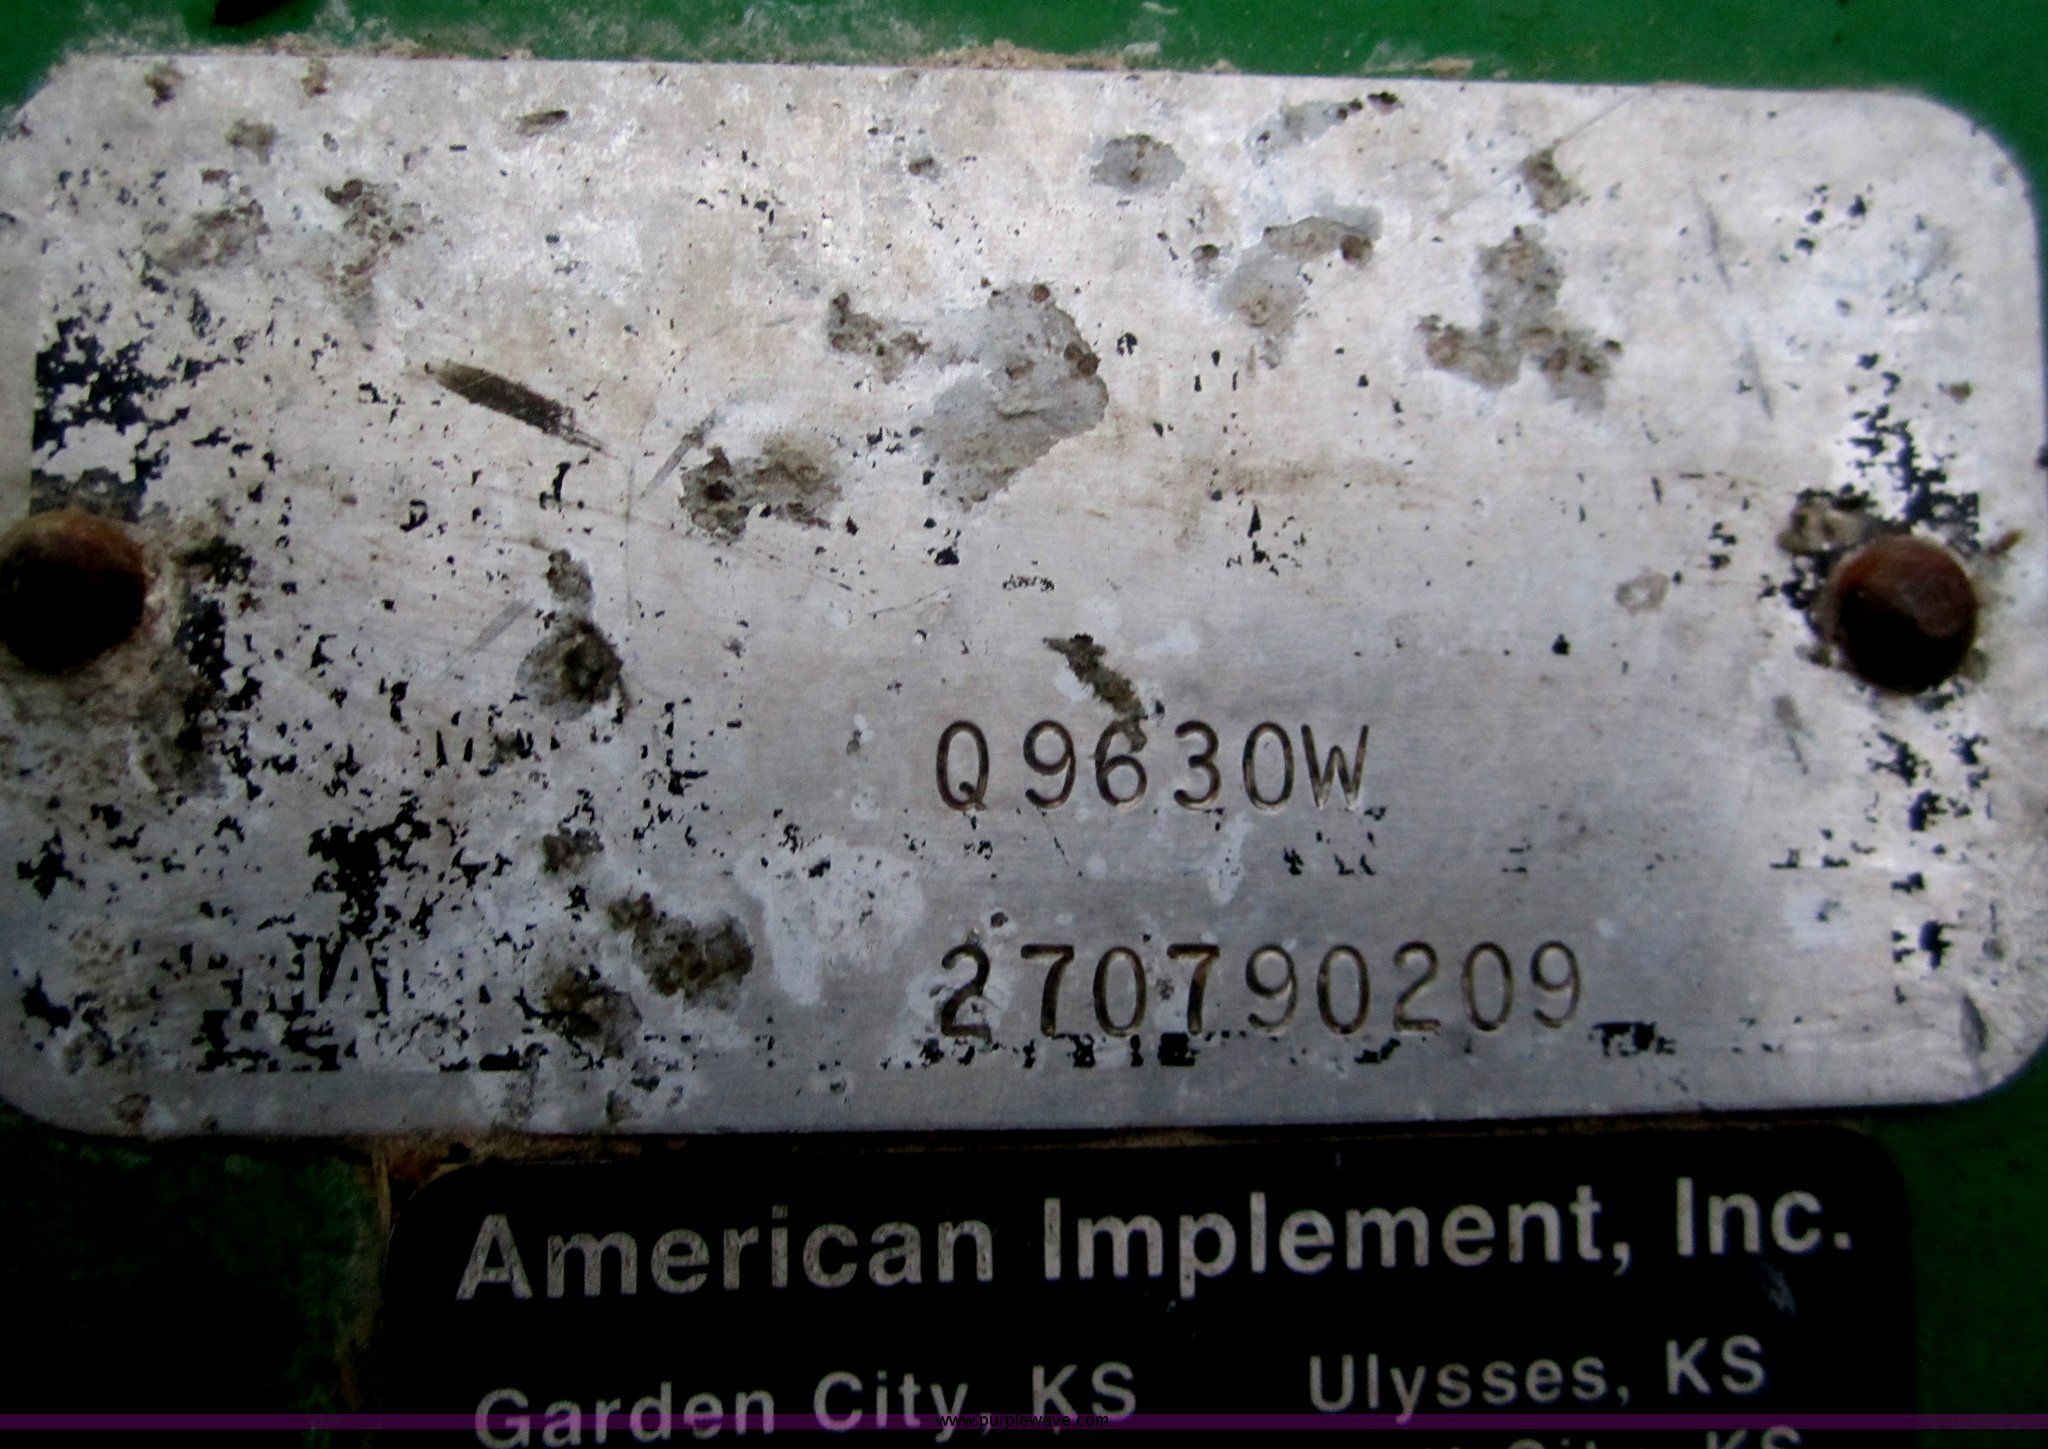 Q9630W
270790209
American Implement, Inc.
Garden City, KS Ulysses, KS
www.purplewave.com